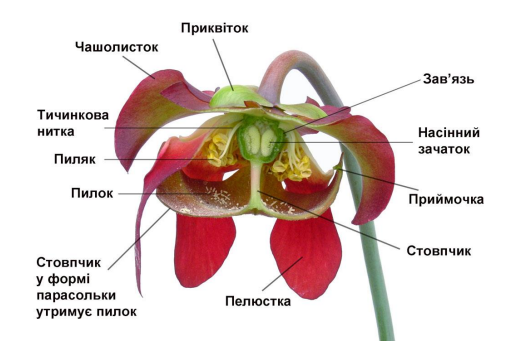 Приквіток
Чашолисток
Зав’язь
Тичинкова
нитка
Насінний
зачаток
Пиляк
Пилок
Приймочка
Стовпчик
Стовпчик
у формі
парасольки
утримує пилок
Пелюстка